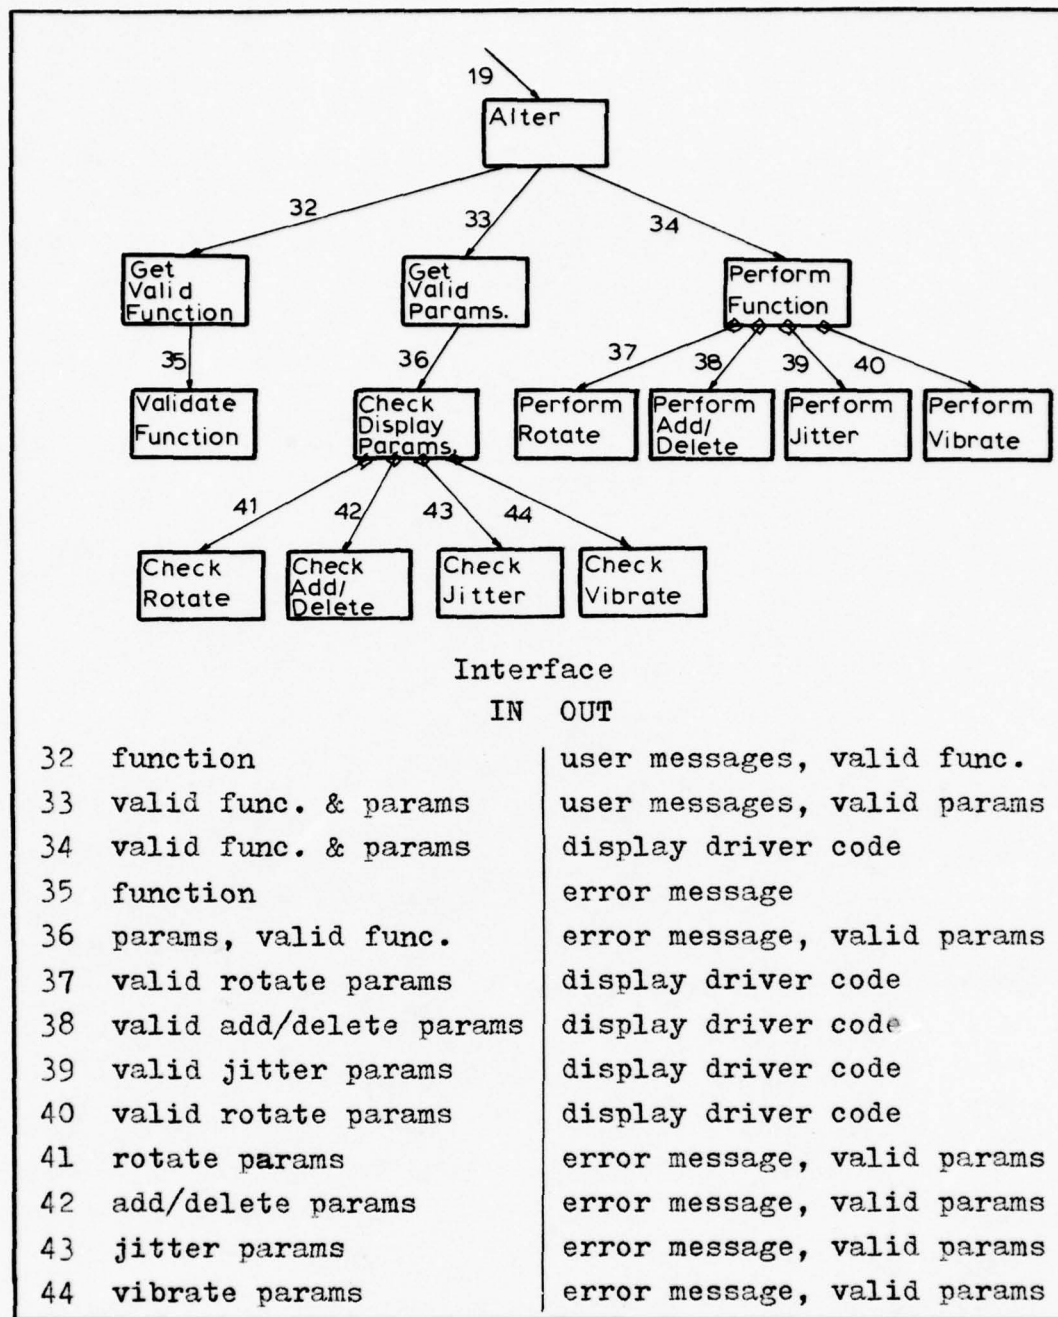 19
Alter
32
33
34
Get
Valid
Function
Get
Valid
Params.
Perform
Function
35
36
37
38
39
40
Validate
Function
Check
Display
Params.
Perform
Rotate
Perform
Add/
Delete
Perform
Jitter
Perform
Vibrate
41
42
43
44
Check
Rotate
Check
Add/
Delete
Check
Jitter
Check
Vibrate
Interface
IN OUT
32 function user messages, valid func.
33 valid func. & params user messages, valid params
34 valid func. & params display driver code
35 function error message
36 params, valid func. error message, valid params
37 valid rotate params display driver code
38 valid add/delete params display driver code
39 valid jitter params display driver code
40 valid rotate params display driver code
41 rotate params error message, valid params
42 add/delete params error message, valid params
43 jitter params error message, valid params
44 vibrate params error message, valid params